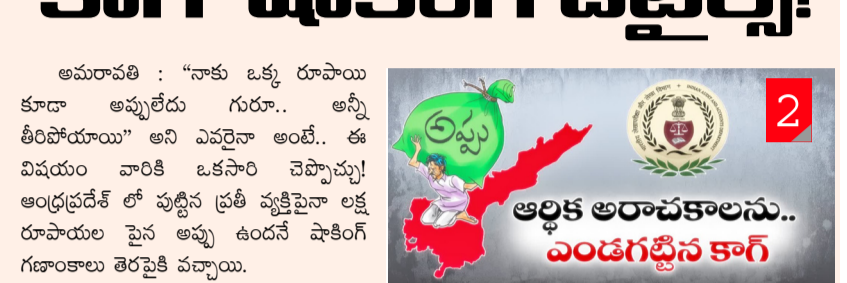 అమరావతి : “నాకు ఒక్క రూపాయి
కూడా అప్పులేదు గురూ.. అన్నీ
తీరిపోయాయి” అని ఎవరైనా అంటే.. ఈ
విషయం వారికి ఒకసారి చెప్పొచ్చు!
ఆంధ్రప్రదేశ్ లో పుట్టిన ప్రతీ వ్యక్తిపైనా లక్ష
రూపాయల పైన అప్పు ఉందనే షాకింగ్
గణాంకాలు తెరపైకి వచ్చాయి.
అప్పు
2
ఆర్థిక అరాచకాలను..
ఎండగట్టిన కాగ్